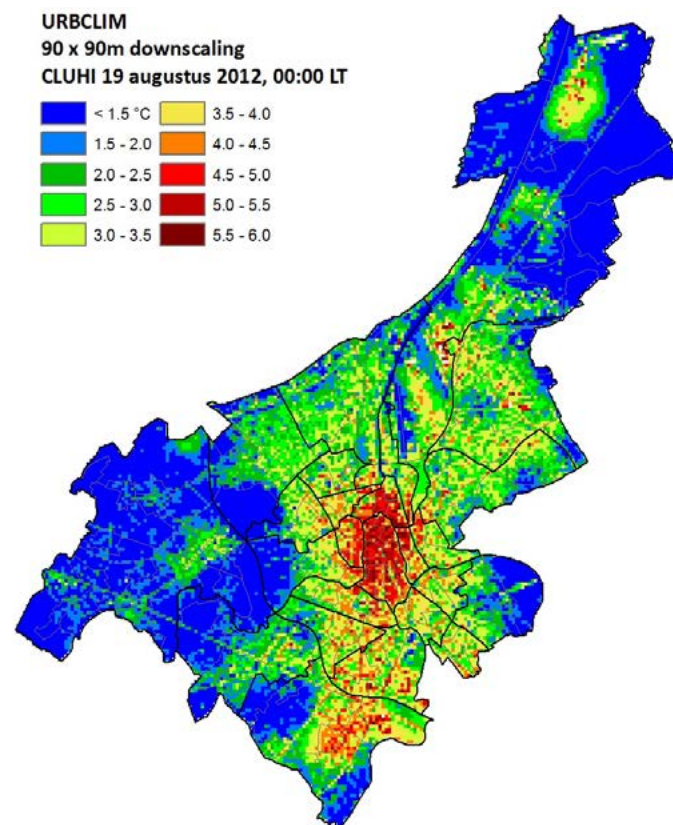 URBCLIM
90 x 90m downscaling
CLUHI 19 augustus 2012, 00:00 LT
< 1.5 °C
1.5 - 2.0
2.0 - 2.5
2.5 - 3.0
3.0 - 3.5
3.5 - 4.0
4.0 - 4.5
4.5 - 5.0
5.0 - 5.5
5.5 - 6.0